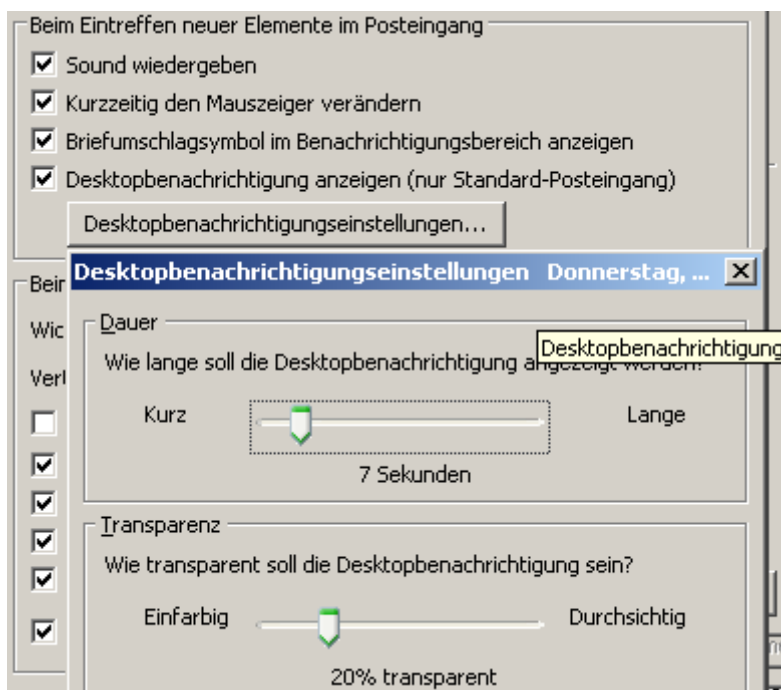 Beim Eintreffen neuer Elemente im Posteingang
Sound wiedergeben
Kurzzeitig den Mauszeiger verändern
Briefumschlagsymbol im Benachrichtigungsbereich anzeigen
Desktopbenachrichtigung anzeigen (nur Standard-Posteingang)
Desktopbenachrichtigungseinstellungen...
Desktopbenachrichtigungseinstellungen Donnerstag, ...
Dauer
Desktopbenachrichtigung
Wie lange soll die Desktopbenachrichtigung angezeigt werden?
Kurz
Lange
7 Sekunden
Transparenz
Wie transparent soll die Desktopbenachrichtigung sein?
Einfarbig
Durchsichtig
20% transparent